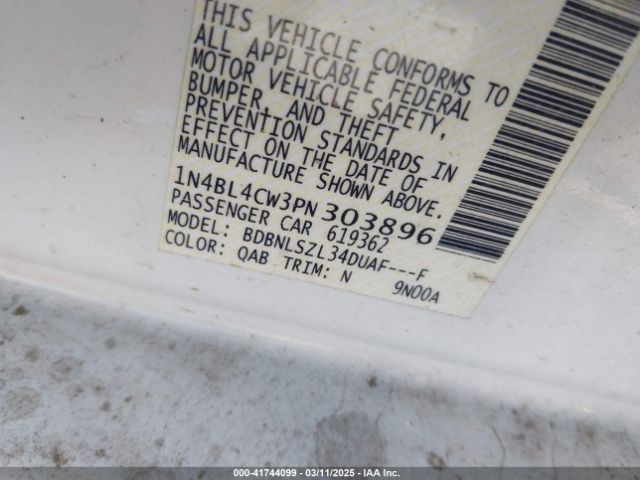 THIS VEHICLE CONFORMS TO
ALL APPLICABLE FEDERAL
MOTOR VEHICLE SAFETY,
BUMPER, AND THEFT
PREVENTION STANDARDS IN
EFFECT ON THE DATE OF
MANUFACTURE SHOWN ABOVE.
1N4BL4CW3PN303896
PASSENGER CAR 619362
MODEL: BDBNLSZL34DUAF---F
COLOR: QAB TRIM: N 9N00A
000-41744099 - 03/11/2025 - IAA Inc.